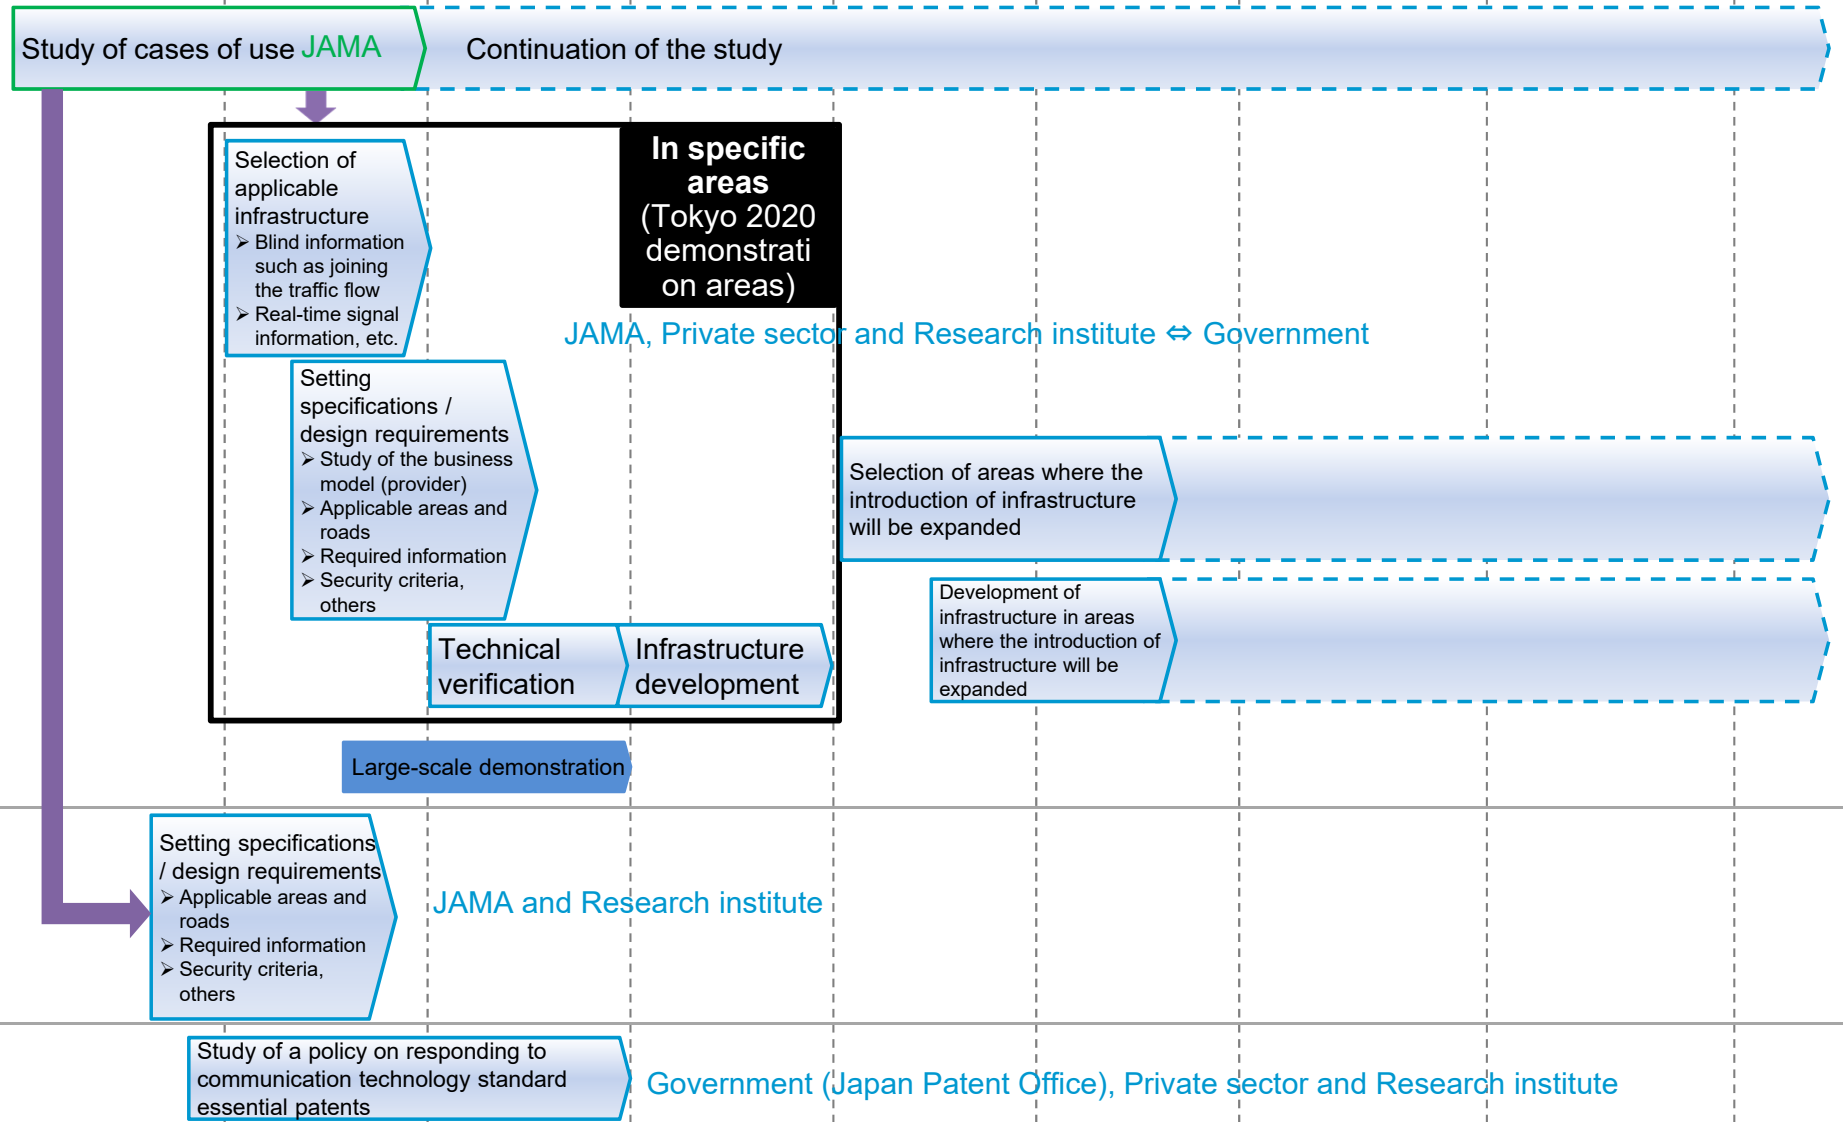 Study of cases of use JAMA
Continuation of the study
Selection of
applicable
infrastructure
➢ Blind information
such as joining
the traffic flow
➢ Real-time signal
information, etc.
In specific
areas
(Tokyo 2020
demonstrati
on areas)
JAMA, Private sector and Research institute ⇔ Government
Setting
specifications /
design requirements
➢ Study of the business
model (provider)
➢ Applicable areas and
roads
➢ Required information
➢ Security criteria,
others
Selection of areas where the
introduction of infrastructure
will be expanded
Development of
infrastructure in areas
where the introduction of
infrastructure will be
expanded
Technical
verification
Infrastructure
development
Large-scale demonstration
Setting specifications
/ design requirements
➢ Applicable areas and
roads
➢ Required information
➢ Security criteria,
others
JAMA and Research institute
Study of a policy on responding to
communication technology standard
essential patents
Government (Japan Patent Office), Private sector and Research institute